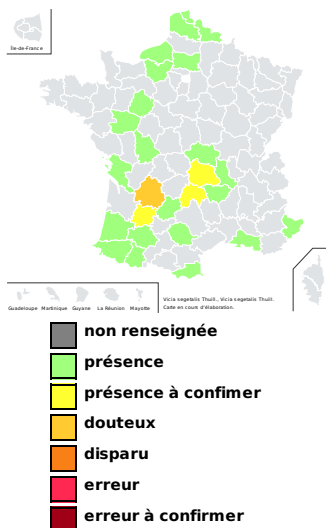 Île-de-France
Guadeloupe Martinique Guyane La Réunion Mayotte
Vicia segetalis Thuill., Vicia segetalis Thuill.
Carte en cours d'élaboration.
non renseignée
présence
présence à confimer
douteux
disparu
erreur
erreur à confirmer